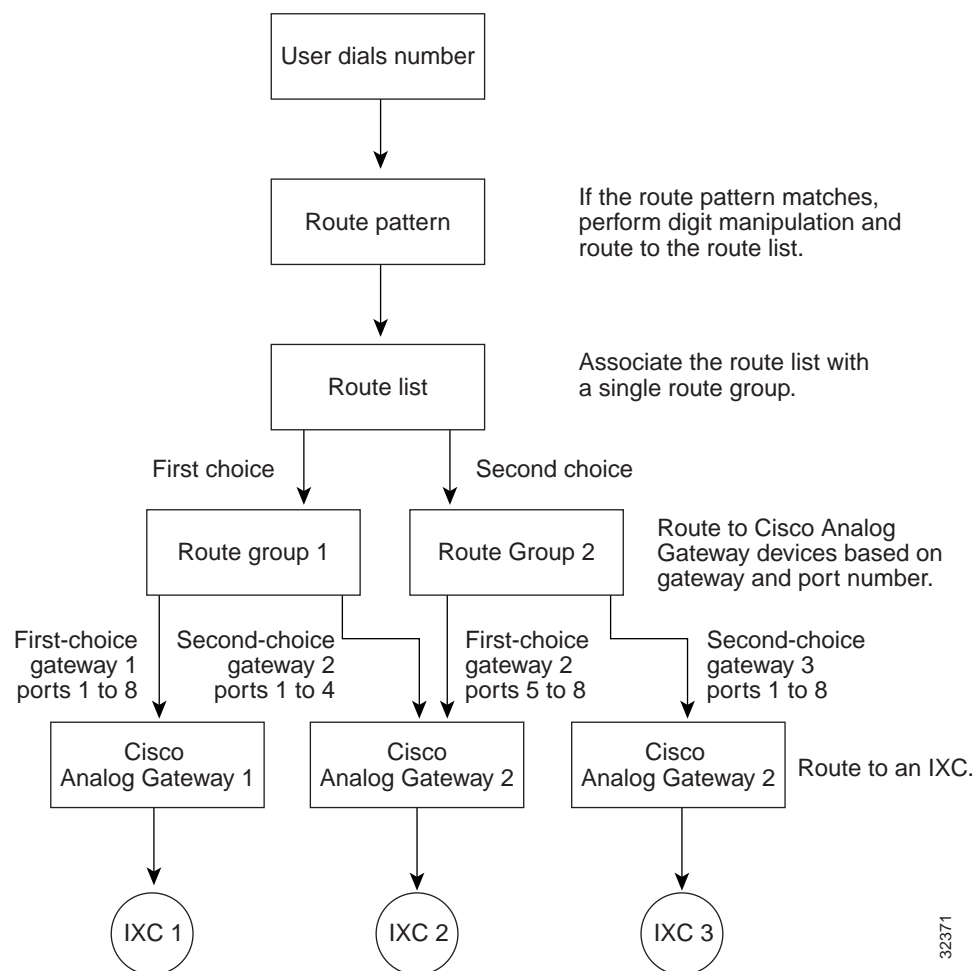 User dials number
Route pattern
If the route pattern matches,
perform digit manipulation and
route to the route list.
Route list
Associate the route list with
a single route group.
First choice
Second choice
Route group 1
Route Group 2
Route to Cisco Analog
Gateway devices based on
gateway and port number.
First-choice
gateway 1
ports 1 to 8
Second-choice
gateway 2
ports 1 to 4
First-choice
gateway 2
ports 5 to 8
Second-choice
gateway 3
ports 1 to 8
Cisco
Analog Gateway 1
Cisco
Analog Gateway 2
Cisco
Analog Gateway 2
Route to an IXC.
IXC 1
IXC 2
IXC 3
32371